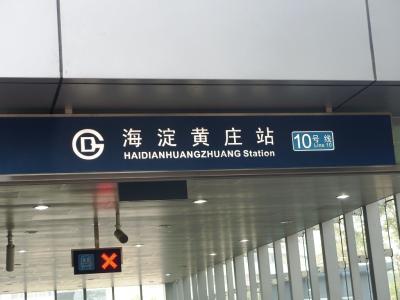 海淀黄庄站
HAIDIANHUANGZHUANG Station
10号线
Line 10